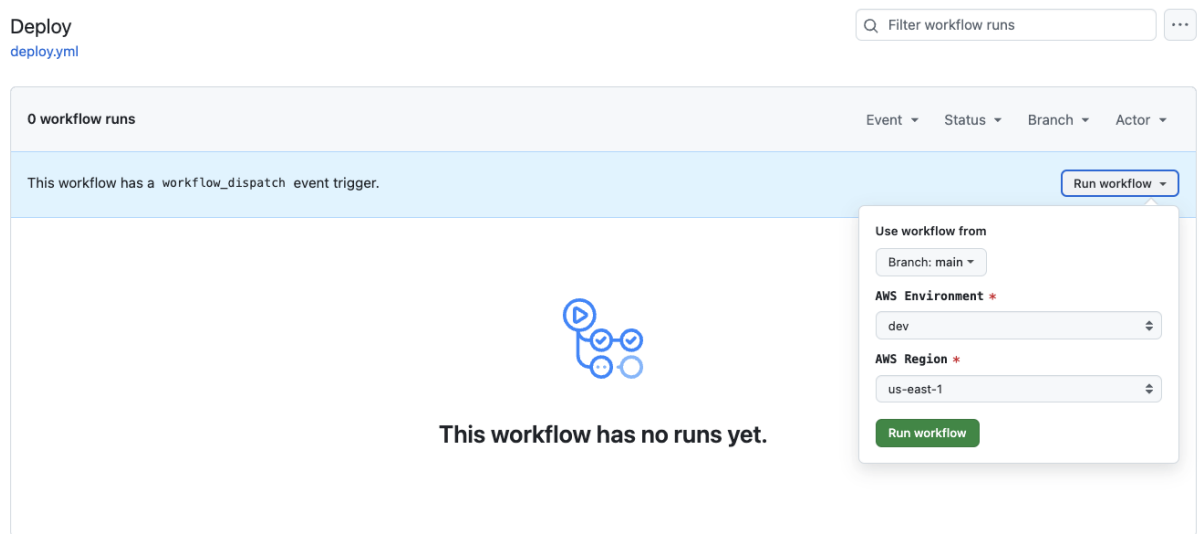 Deploy
Filter workflow runs
deploy.yml
0 workflow runs
Event Status Branch Actor
This workflow has a workflow_dispatch event trigger.
Run workflow
Use workflow from
Branch: main
AWS Environment *
dev
AWS Region *
us-east-1
Run workflow
This workflow has no runs yet.